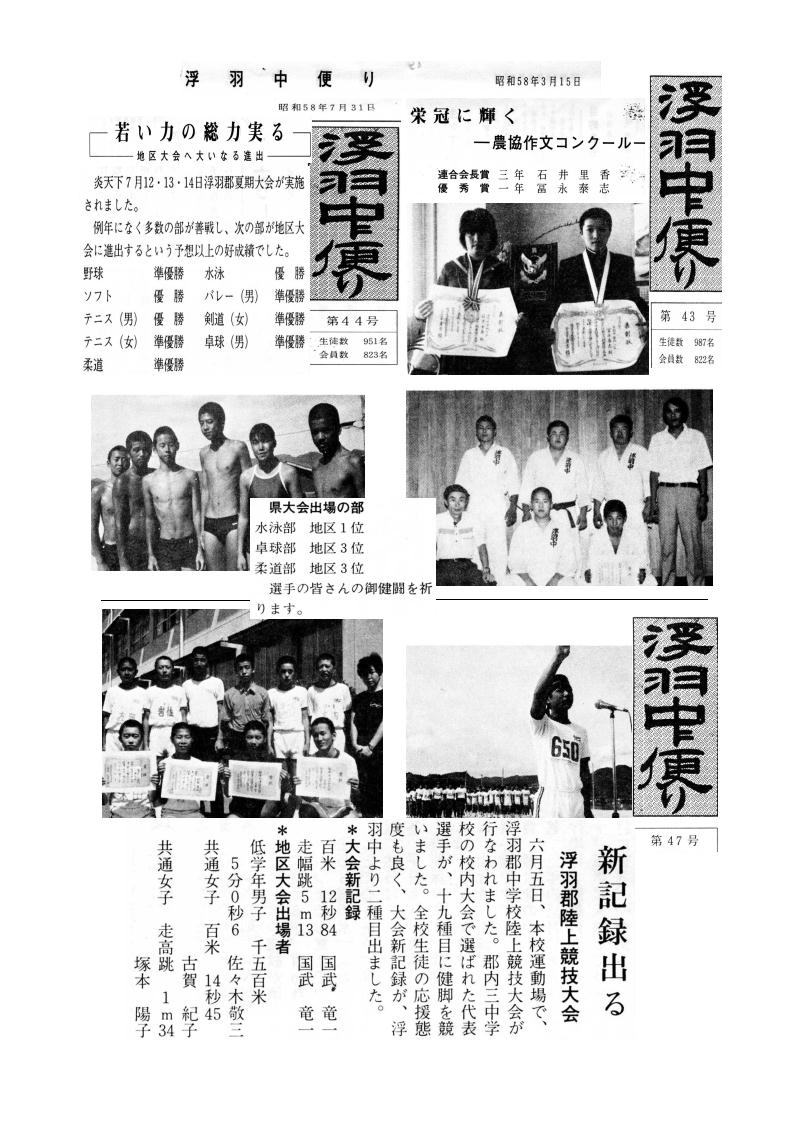 浮羽中便り
昭和58年7月31日
若い力の総力実る
地区大会へ大いなる進出
炎天下7月12・13・14日浮羽郡夏期大会が実施
されました。
例年になく多数の部が善戦し、次の部が地区大
会に進出するという予想以上の好成績でした。
野球　準優勝　水泳　優勝
ソフト　優勝　バレー（男）　準優勝
テニス（男）　優勝　剣道（女）　準優勝
テニス（女）　準優勝　卓球（男）　準優勝
柔道　準優勝
浮羽中便り
第44号
生徒数　951名
会員数　823名
昭和58年3月15日
栄冠に輝く
―農協作文コンクール―
連合会長賞　三年　石井里香
優秀賞　一年　冨永泰志
浮羽中便り
第43号
生徒数　987名
会員数　822名
県大会出場の部
水泳部　地区1位
卓球部　地区3位
柔道部　地区3位
選手の皆さんの御健闘を祈
ります。
浮羽中便り
第47号
650
新記録出る
浮羽郡陸上競技大会
六月五日、本校運動場で、
浮羽郡中学校陸上競技大会が
行なわれました。郡内三中学
校の校内大会で選ばれた代表
選手が、十九種目に健脚を競
いました。全校生徒の応援態
度も良く、大会新記録が、浮
羽中より二種目出ました。
＊大会新記録
百米　12秒84　国武　竜一
走幅跳5m13　国武　竜一
＊地区大会出場者
低学年男子　千五百米
5分0秒6　佐々木敬三
共通女子　百米　14秒45
古賀　紀子
共通女子　走高跳　1m34
塚本　陽子